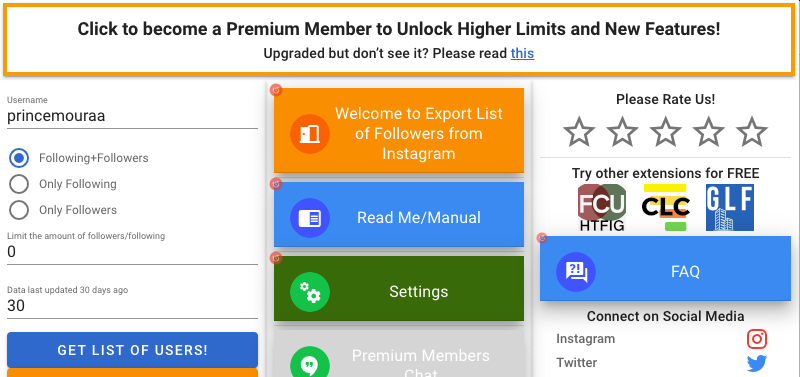 Click to become a Premium Member to Unlock Higher Limits and New Features!
Upgraded but don't see it? Please read this
Username
princemouraa
Following+Followers
Only Following
Only Followers
Limit the amount of followers/following
0
Data last updated 30 days ago
30
GET LIST OF USERS!
Welcome to Export List
of Followers from
Instagram
Read Me/Manual
Settings
Premium Members
Chat
Please Rate Us!
Try other extensions for FREE
FCU
HTFIG
CLC
GLF
?!
FAQ
Connect on Social Media
Instagram
Twitter